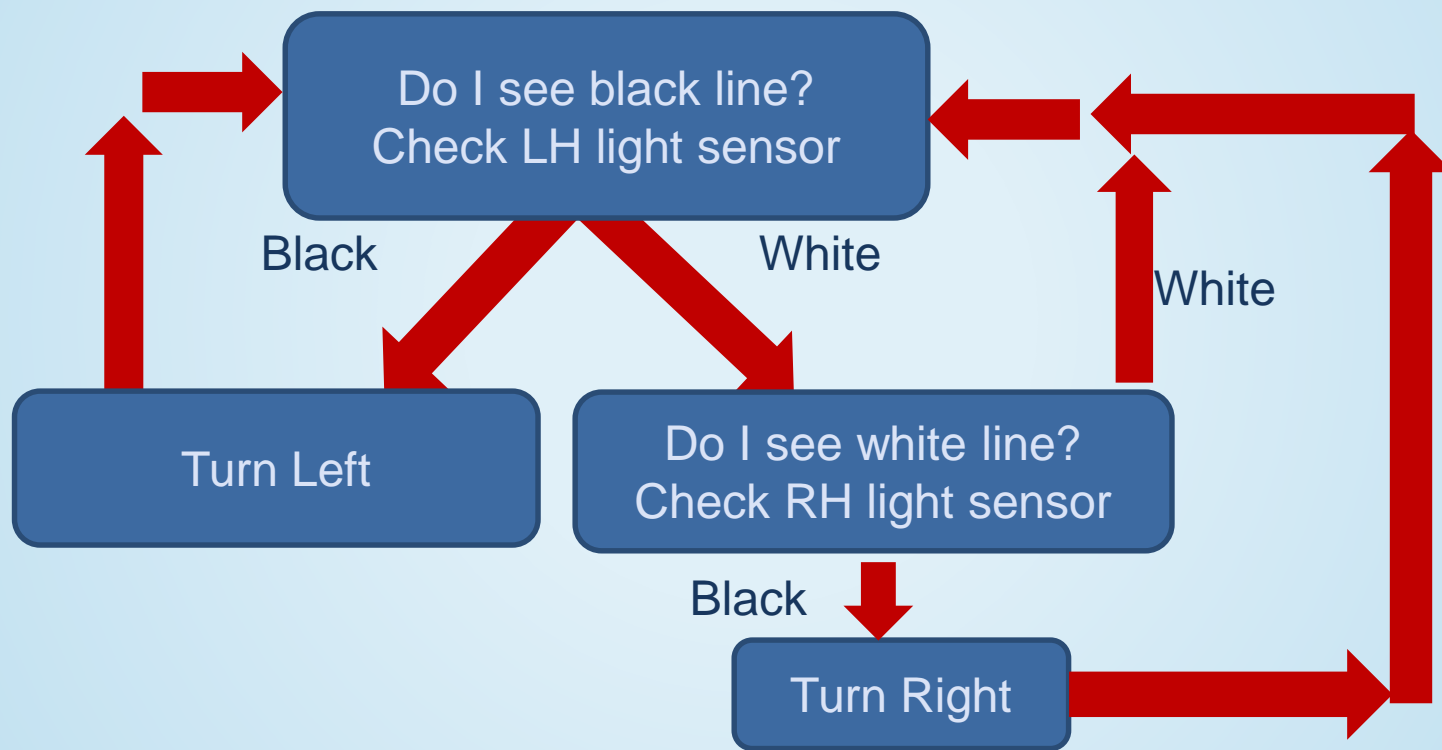 Do I see black line?
Check LH light sensor
Black
White
White
Turn Left
Do I see white line?
Check RH light sensor
Black
Turn Right